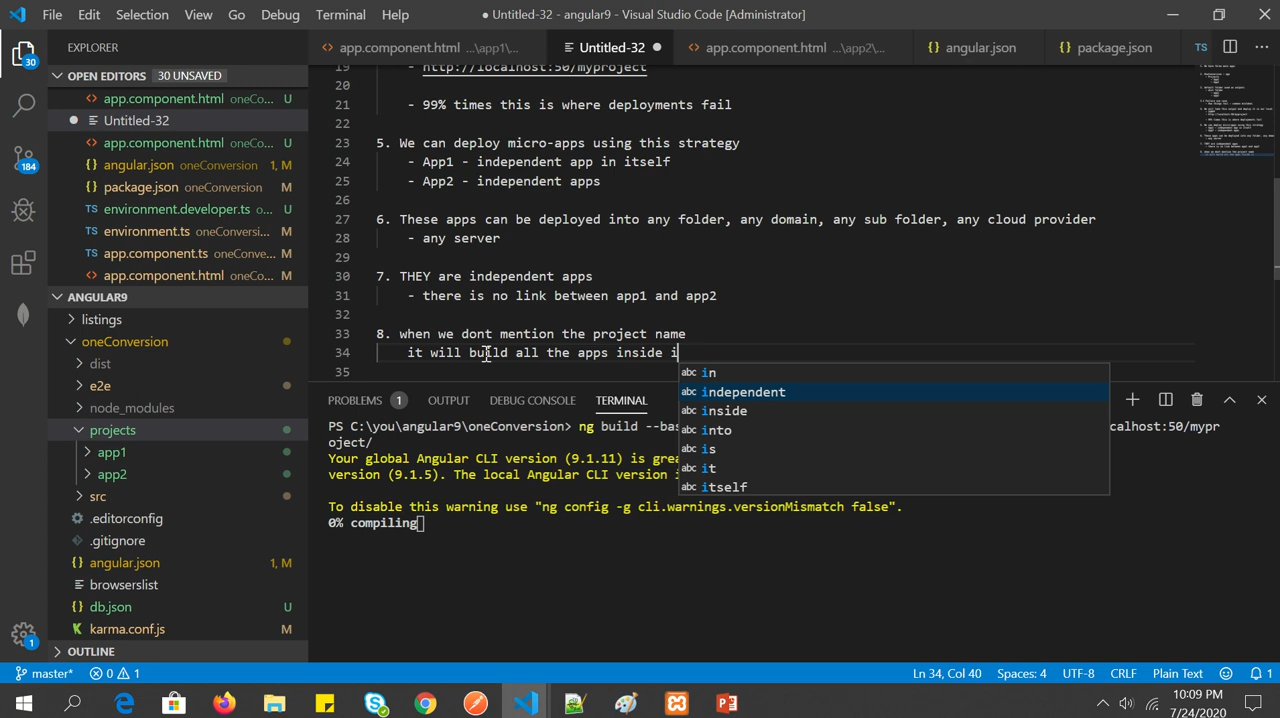 File Edit Selection View Go Debug Terminal Help
● Untitled-32 - angular9 - Visual Studio Code [Administrator]
EXPLORER
<> app.component.html ...\app1\...
Untitled-32 ●
<> app.component.html ...\app2\...
{} angular.json
{} package.json
TS
30
OPEN EDITORS 30 UNSAVED
<> app.component.html oneCo... U
● Untitled-32
<> app.component.html oneCo... U
{} angular.json oneConversion 1, M
{} package.json oneConversion M
TS environment.developer.ts o... U
TS environment.ts oneConversi... M
TS app.component.ts oneConve... M
<> app.component.html oneCo... M
184
ANGULAR9
> listings
oneConversion
> dist
> e2e
> node_modules
projects
> app1
> app2
> src
.editorconfig
.gitignore
{} angular.json 1, M
browserslist
{} db.json U
karma.conf.js M
> OUTLINE
1
19 - http://localhost:50/myproject
20
21 - 99% times this is where deployments fail
22
23 5. We can deploy micro-apps using this strategy
24 - App1 - independent app in itself
25 - App2 - independent apps
26
27 6. These apps can be deployed into any folder, any domain, any sub folder, any cloud provider
28 - any server
29
30 7. THEY are independent apps
31 - there is no link between app1 and app2
32
33 8. when we dont mention the project name
34 it will build all the apps inside i
35
abc in
abc independent
abc inside
abc into
abc is
abc it
abc itself
PROBLEMS 1 OUTPUT DEBUG CONSOLE TERMINAL
PS C:\you\angular9\oneConversion> ng build --bas
calhost:50/mypr
oject/
Your global Angular CLI version (9.1.11) is grea
version (9.1.5). The local Angular CLI version i
To disable this warning use "ng config -g cli.warnings.versionMismatch false".
0% compiling
master* 0 1
Ln 34, Col 40 Spaces: 4 UTF-8 CRLF Plain Text 1
10:09 PM
7/24/2020